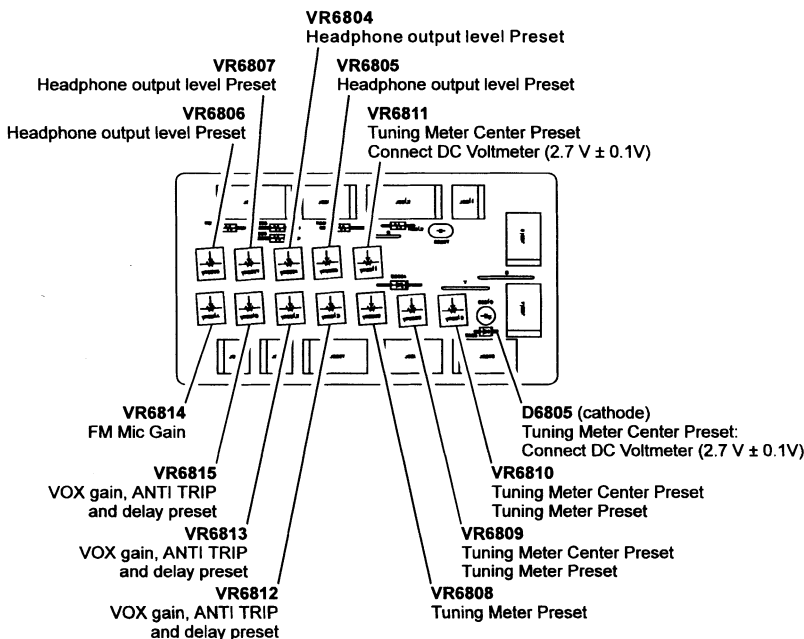 VR6804
Headphone output level Preset
VR6807
Headphone output level Preset
VR6805
Headphone output level Preset
VR6806
Headphone output level Preset
VR6811
Tuning Meter Center Preset
Connect DC Voltmeter (2.7 V ± 0.1V)
VR6814
FM Mic Gain
D6805 (cathode)
Tuning Meter Center Preset:
Connect DC Voltmeter (2.7 V ± 0.1V)
VR6815
VOX gain, ANTI TRIP
and delay preset
VR6810
Tuning Meter Center Preset
Tuning Meter Preset
VR6813
VOX gain, ANTI TRIP
and delay preset
VR6809
Tuning Meter Center Preset
Tuning Meter Preset
VR6812
VOX gain, ANTI TRIP
and delay preset
VR6808
Tuning Meter Preset